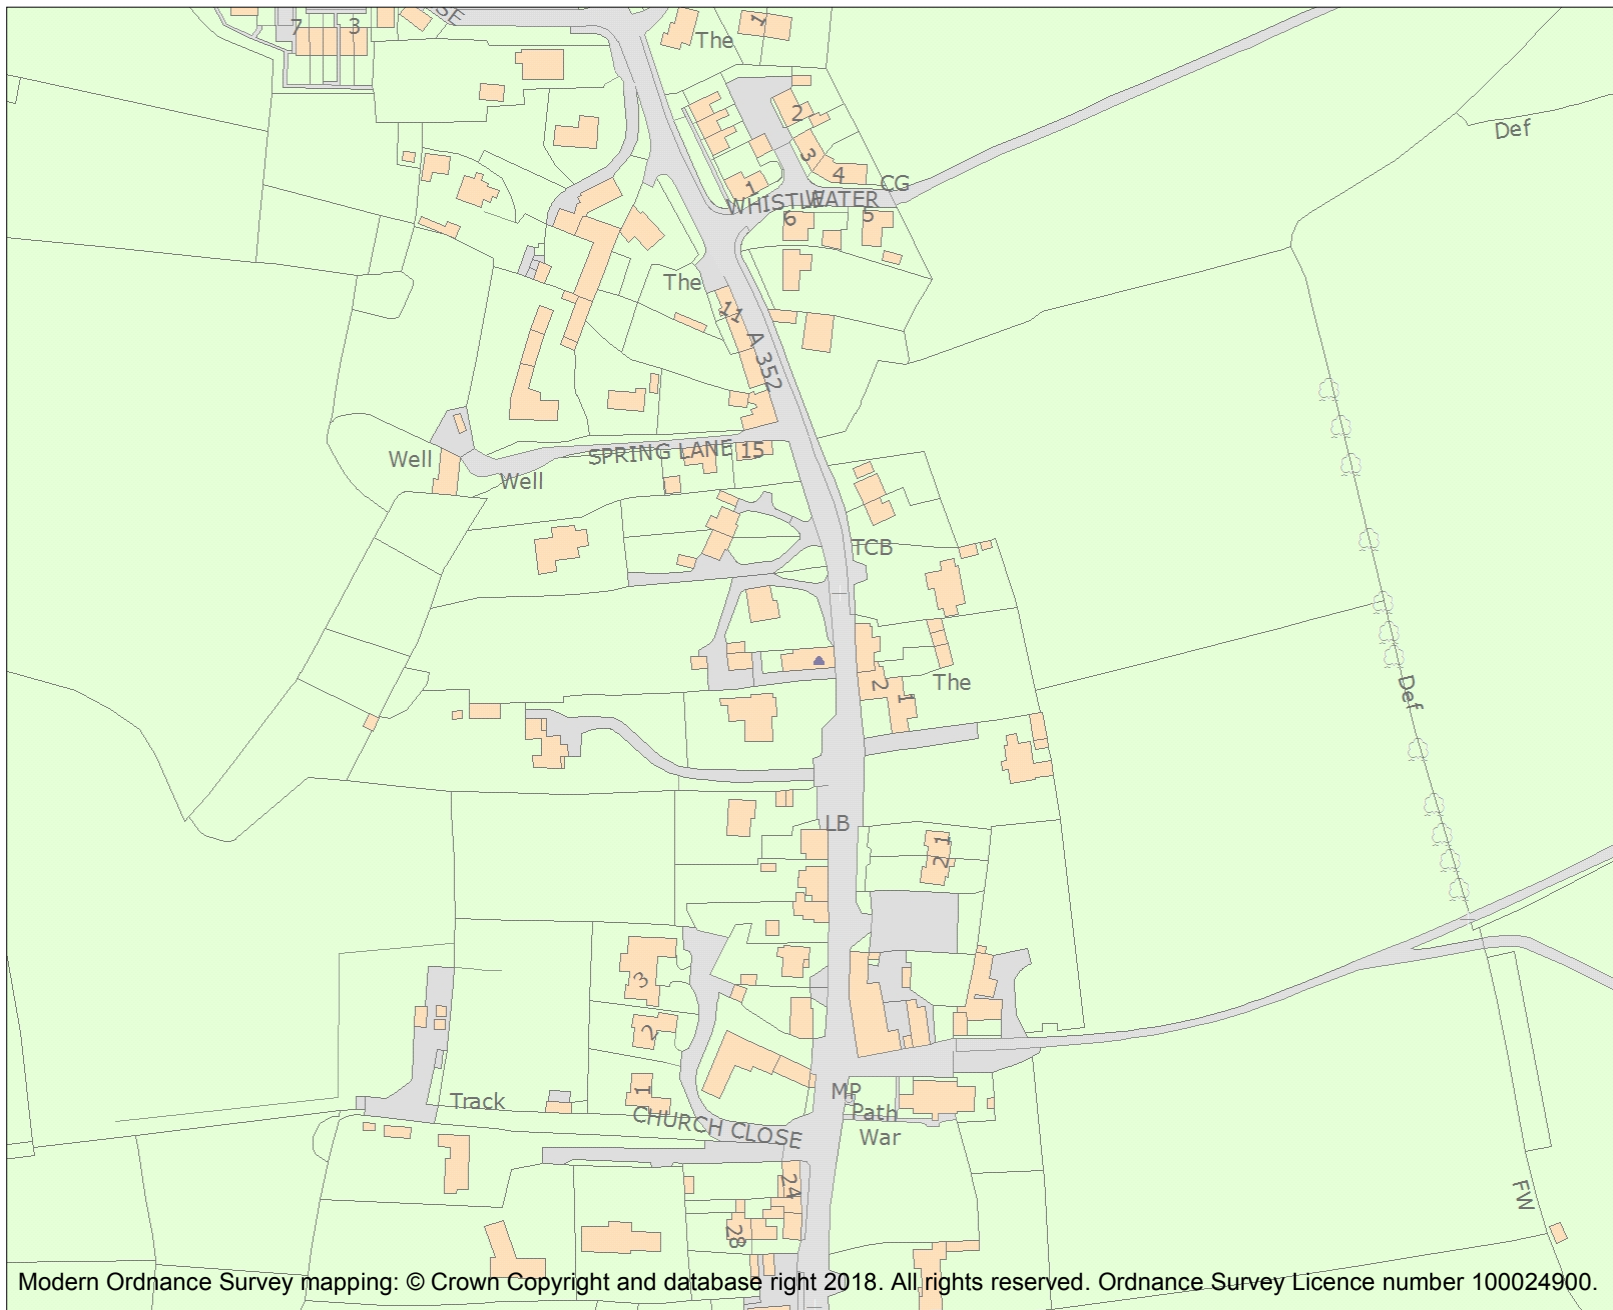 SE
7
3
The
1
Def
2
3
4
CG
1
WHISTLE
WATER
6
5
The
11
A 352
SPRING LANE
15
Well
Well
TCB
2
1
The
Def
LB
1
2
3
2
1
Track
MP
Path
War
CHURCH CLOSE
24
28
FW
Modern Ordnance Survey mapping: © Crown Copyright and database right 2018. All rights reserved. Ordnance Survey Licence number 100024900.